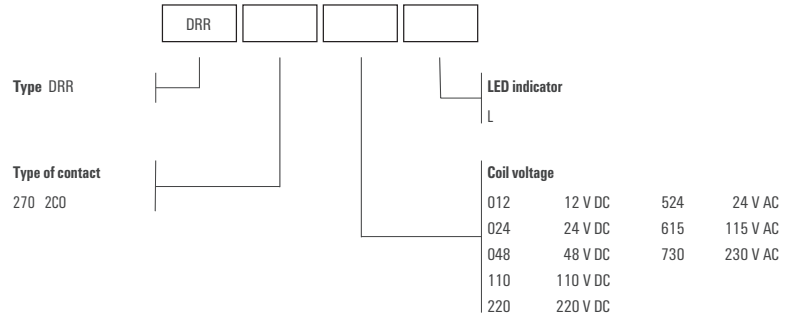 DRR
Type DRR
LED indicator
L
Type of contact
270 2CO
Coil voltage
012 12 V DC 524 24 V AC
024 24 V DC 615 115 V AC
048 48 V DC 730 230 V AC
110 110 V DC
220 220 V DC